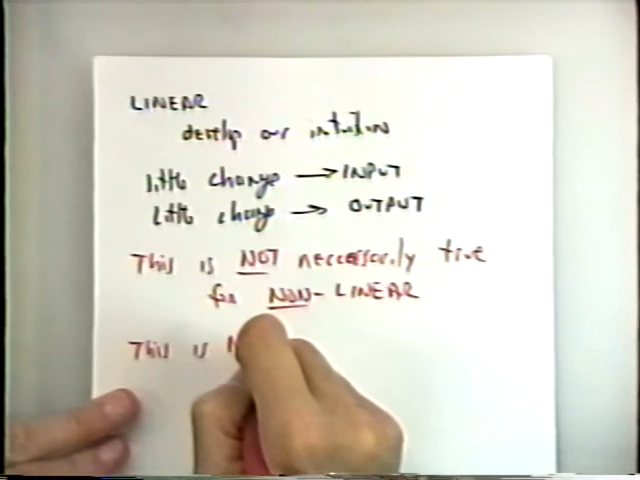 LINEAR
develop our intuition
little change → INPUT
little change → OUTPUT
This is NOT neccessarily true
for NON-LINEAR
This is